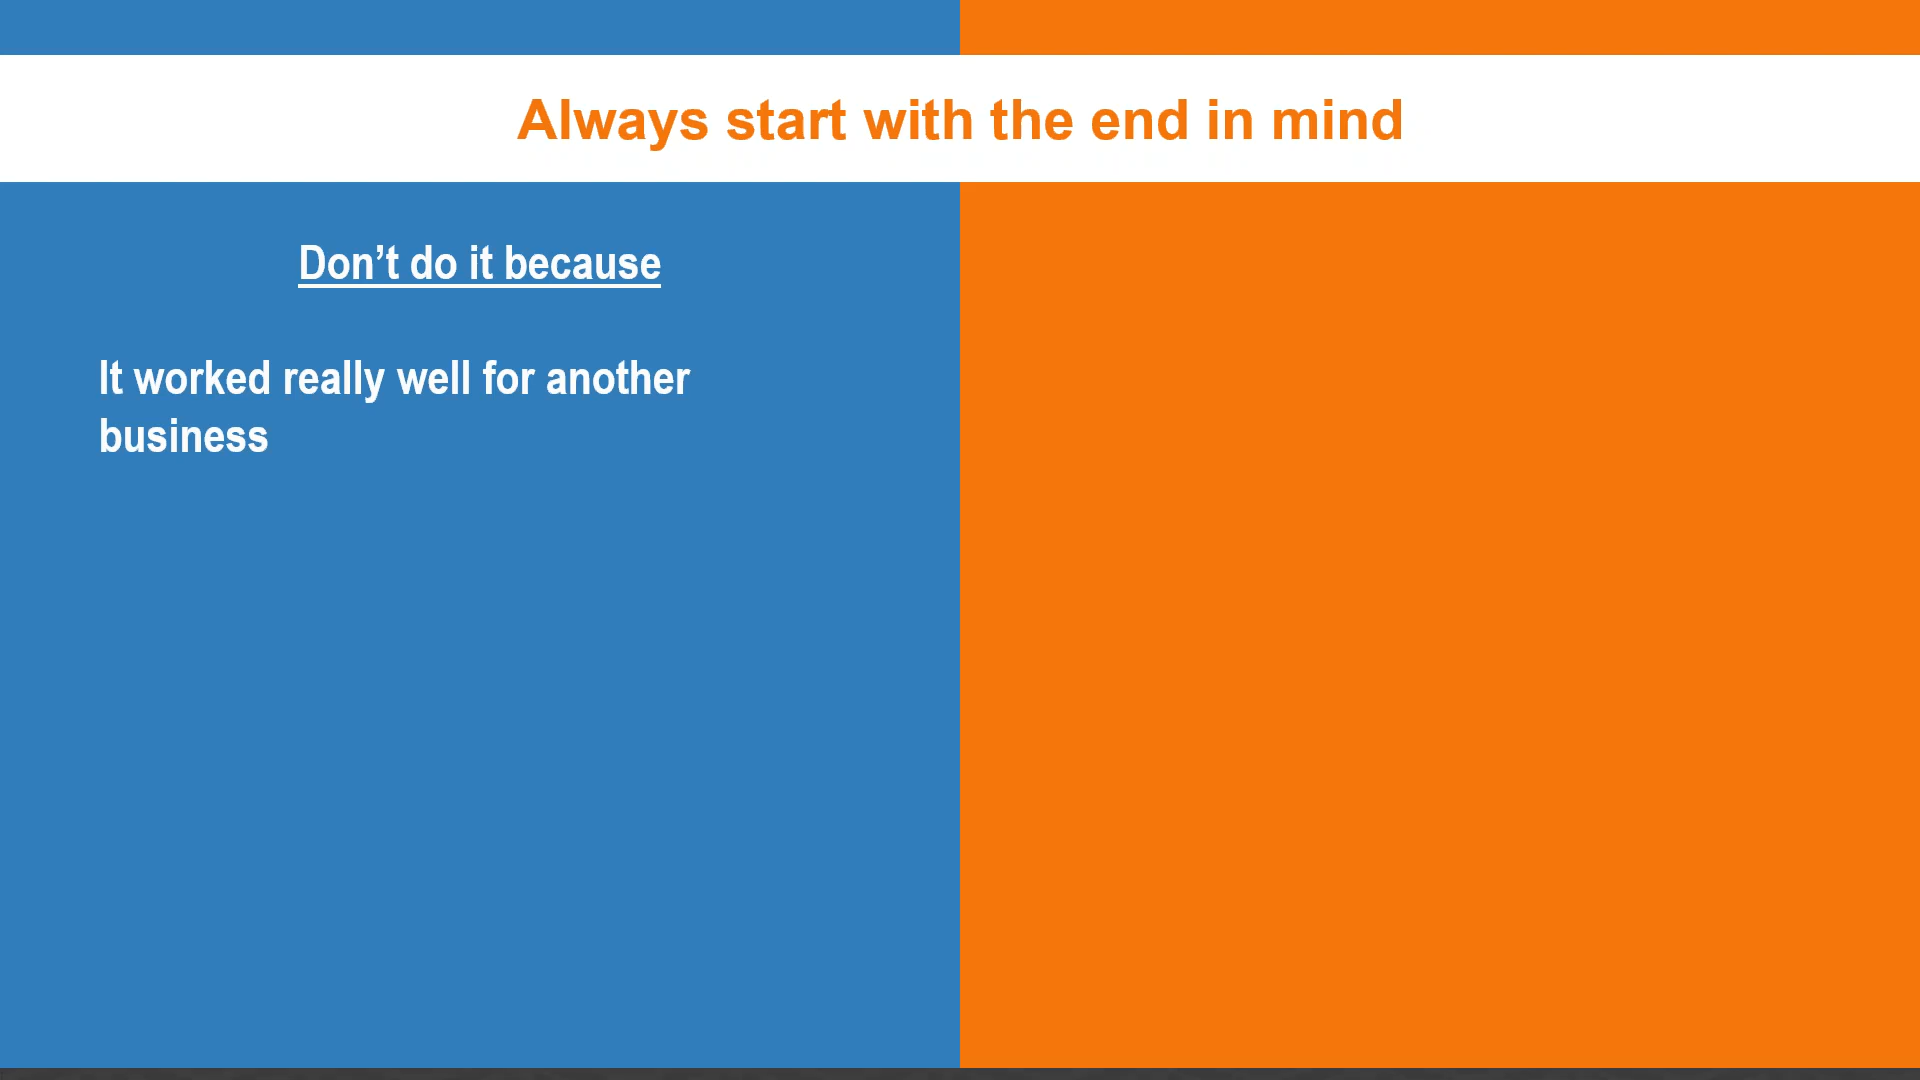 Always start with the end in mind
Don’t do it because
It worked really well for another
business